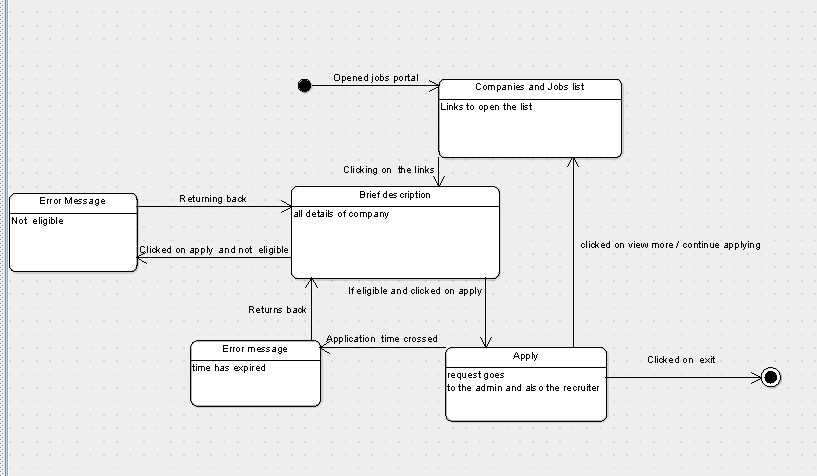 Opened jobs portal
Companies and Jobs list
Links to open the list
Clicking on the links
Brief description
all details of company
Error Message
Not eligible
Returning back
Clicked on apply and not eligible
clicked on view more / continue applying
If eligible and clicked on apply
Returns back
Application time crossed
Error message
time has expired
Apply
request goes
to the admin and also the recruiter
Clicked on exit